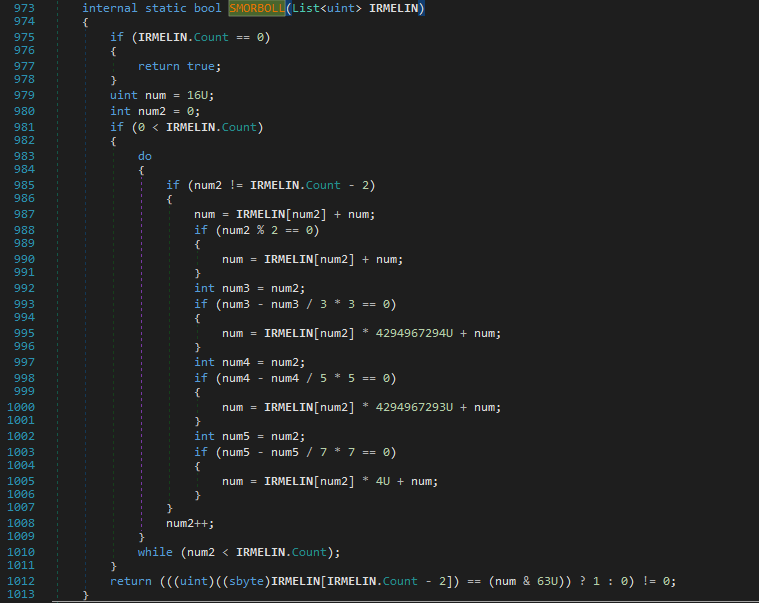 973 internal static bool SMORBOLL(List<uint> IRMELIN)
974 {
975 if (IRMELIN.Count == 0)
976 {
977 return true;
978 }
979 uint num = 16U;
980 int num2 = 0;
981 if (0 < IRMELIN.Count)
982 {
983 do
984 {
985 if (num2 != IRMELIN.Count - 2)
986 {
987 num = IRMELIN[num2] + num;
988 if (num2 % 2 == 0)
989 {
990 num = IRMELIN[num2] + num;
991 }
992 int num3 = num2;
993 if (num3 - num3 / 3 * 3 == 0)
994 {
995 num = IRMELIN[num2] * 4294967294U + num;
996 }
997 int num4 = num2;
998 if (num4 - num4 / 5 * 5 == 0)
999 {
1000 num = IRMELIN[num2] * 4294967293U + num;
1001 }
1002 int num5 = num2;
1003 if (num5 - num5 / 7 * 7 == 0)
1004 {
1005 num = IRMELIN[num2] * 4U + num;
1006 }
1007 }
1008 num2++;
1009 }
1010 while (num2 < IRMELIN.Count);
1011 }
1012 return (((uint)((sbyte)IRMELIN[IRMELIN.Count - 2]) == (num & 63U)) ? 1 : 0) != 0;
1013 }